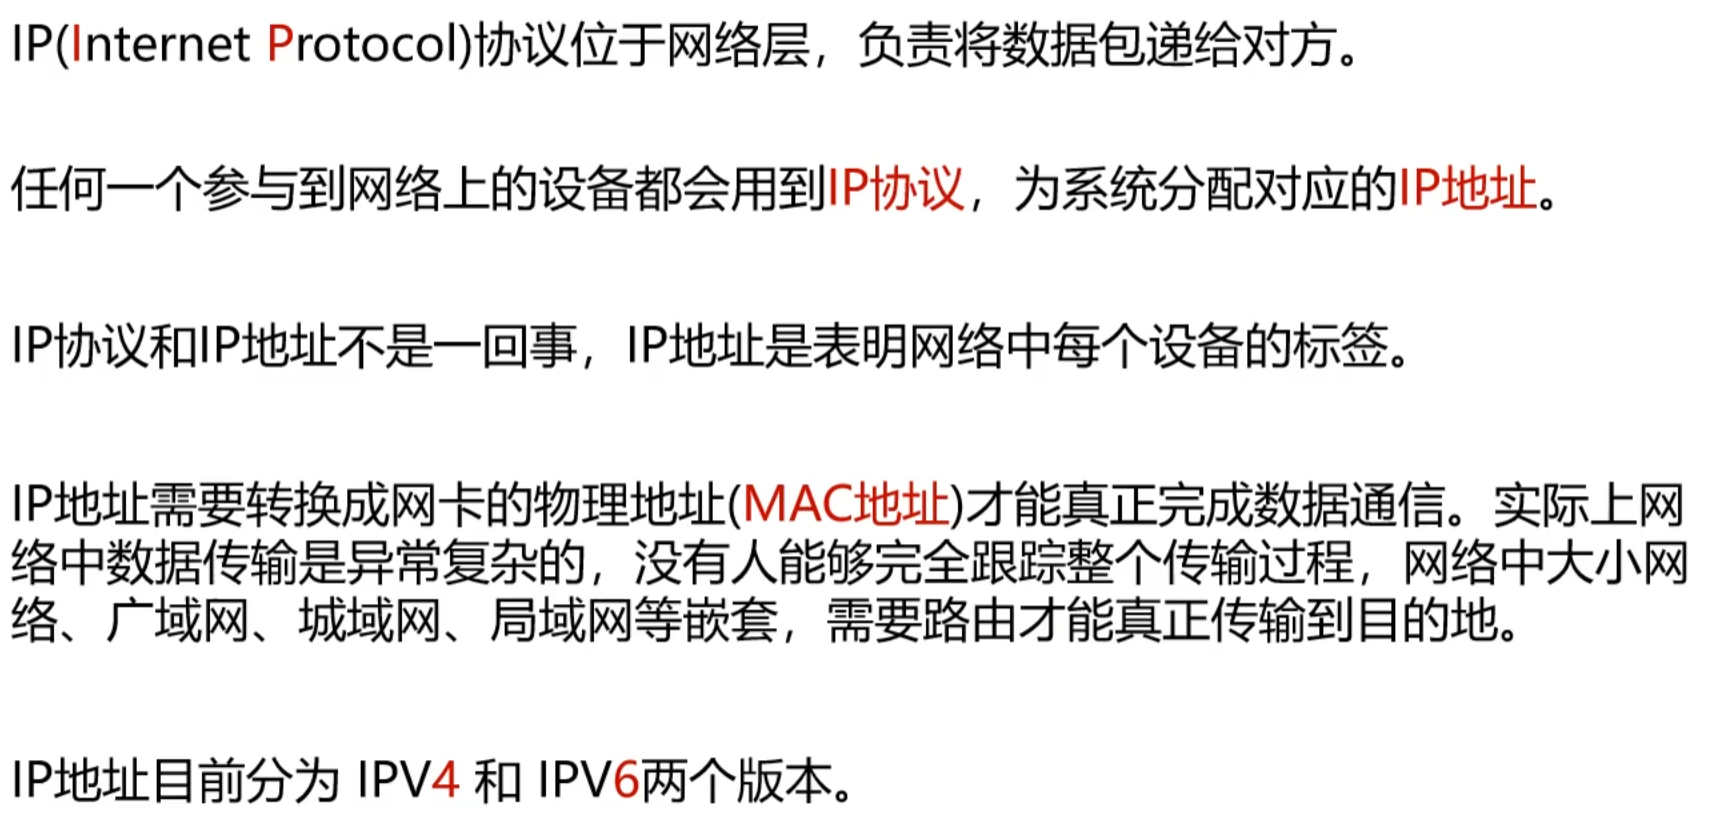 IP(Internet Protocol)协议位于网络层，负责将数据包递给对方。
任何一个参与到网络上的设备都会用到IP协议，为系统分配对应的IP地址。
IP协议和IP地址不是一回事，IP地址是表明网络中每个设备的标签。
IP地址需要转换成网卡的物理地址(MAC地址)才能真正完成数据通信。实际上网
络中数据传输是异常复杂的，没有人能够完全跟踪整个传输过程，网络中大小网
络、广域网、城域网、局域网等嵌套，需要路由才能真正传输到目的地。
IP地址目前分为 IPV4 和 IPV6两个版本。